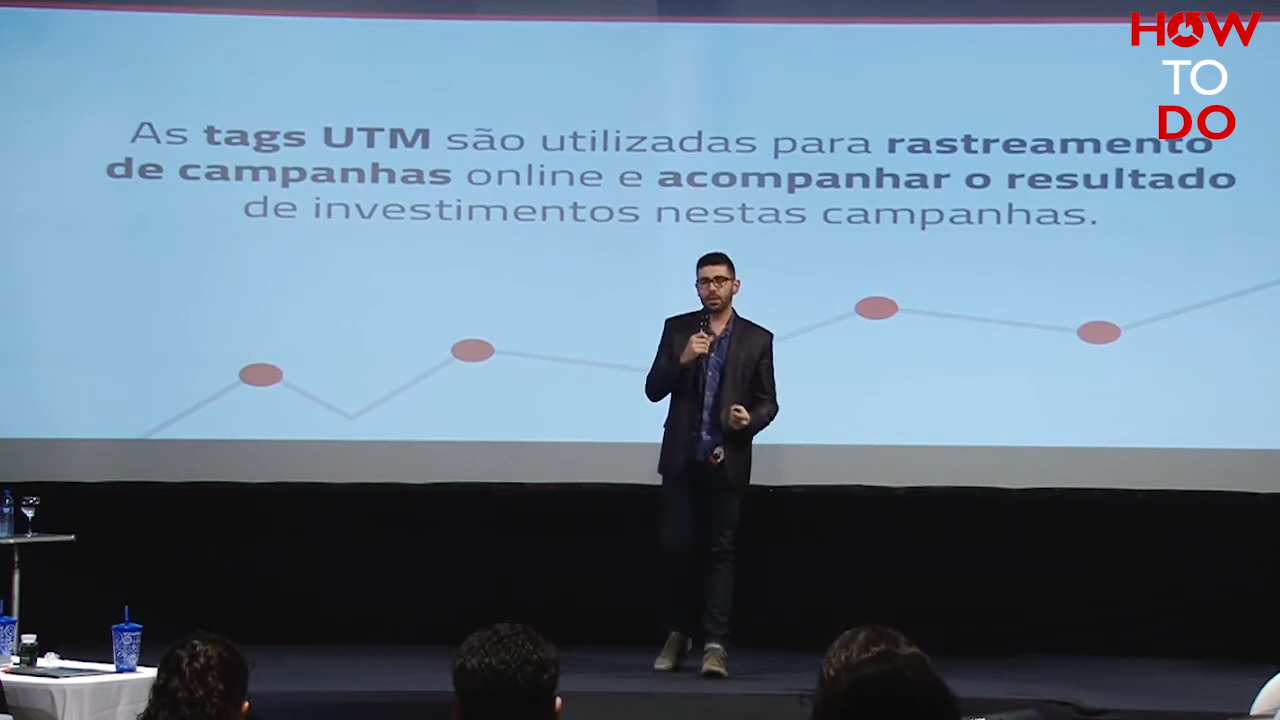 HOW
TO
DO
As tags UTM são utilizadas para rastreamento
de campanhas online e acompanhar o resultado
de investimentos nestas campanhas.